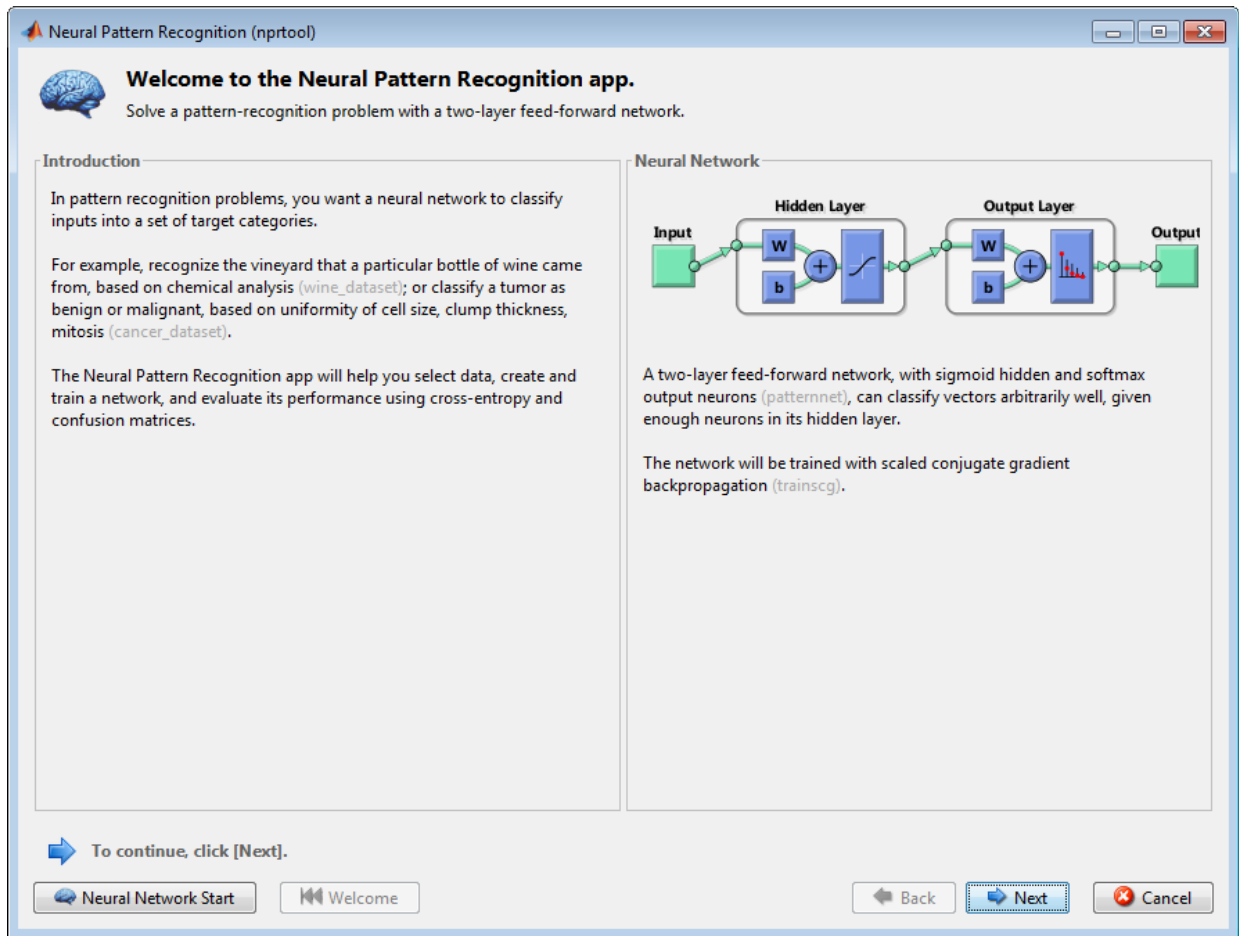 Neural Pattern Recognition (nprtool)
Welcome to the Neural Pattern Recognition app.
Solve a pattern-recognition problem with a two-layer feed-forward network.
Introduction
In pattern recognition problems, you want a neural network to classify
inputs into a set of target categories.
For example, recognize the vineyard that a particular bottle of wine came
from, based on chemical analysis (wine_dataset); or classify a tumor as
benign or malignant, based on uniformity of cell size, clump thickness,
mitosis (cancer_dataset).
The Neural Pattern Recognition app will help you select data, create and
train a network, and evaluate its performance using cross-entropy and
confusion matrices.
Neural Network
Hidden Layer
Output Layer
Input
Output
W
b
+
W
b
+
A two-layer feed-forward network, with sigmoid hidden and softmax
output neurons (patternnet), can classify vectors arbitrarily well, given
enough neurons in its hidden layer.
The network will be trained with scaled conjugate gradient
backpropagation (trainscg).
To continue, click [Next].
Neural Network Start
Welcome
Back
Next
Cancel